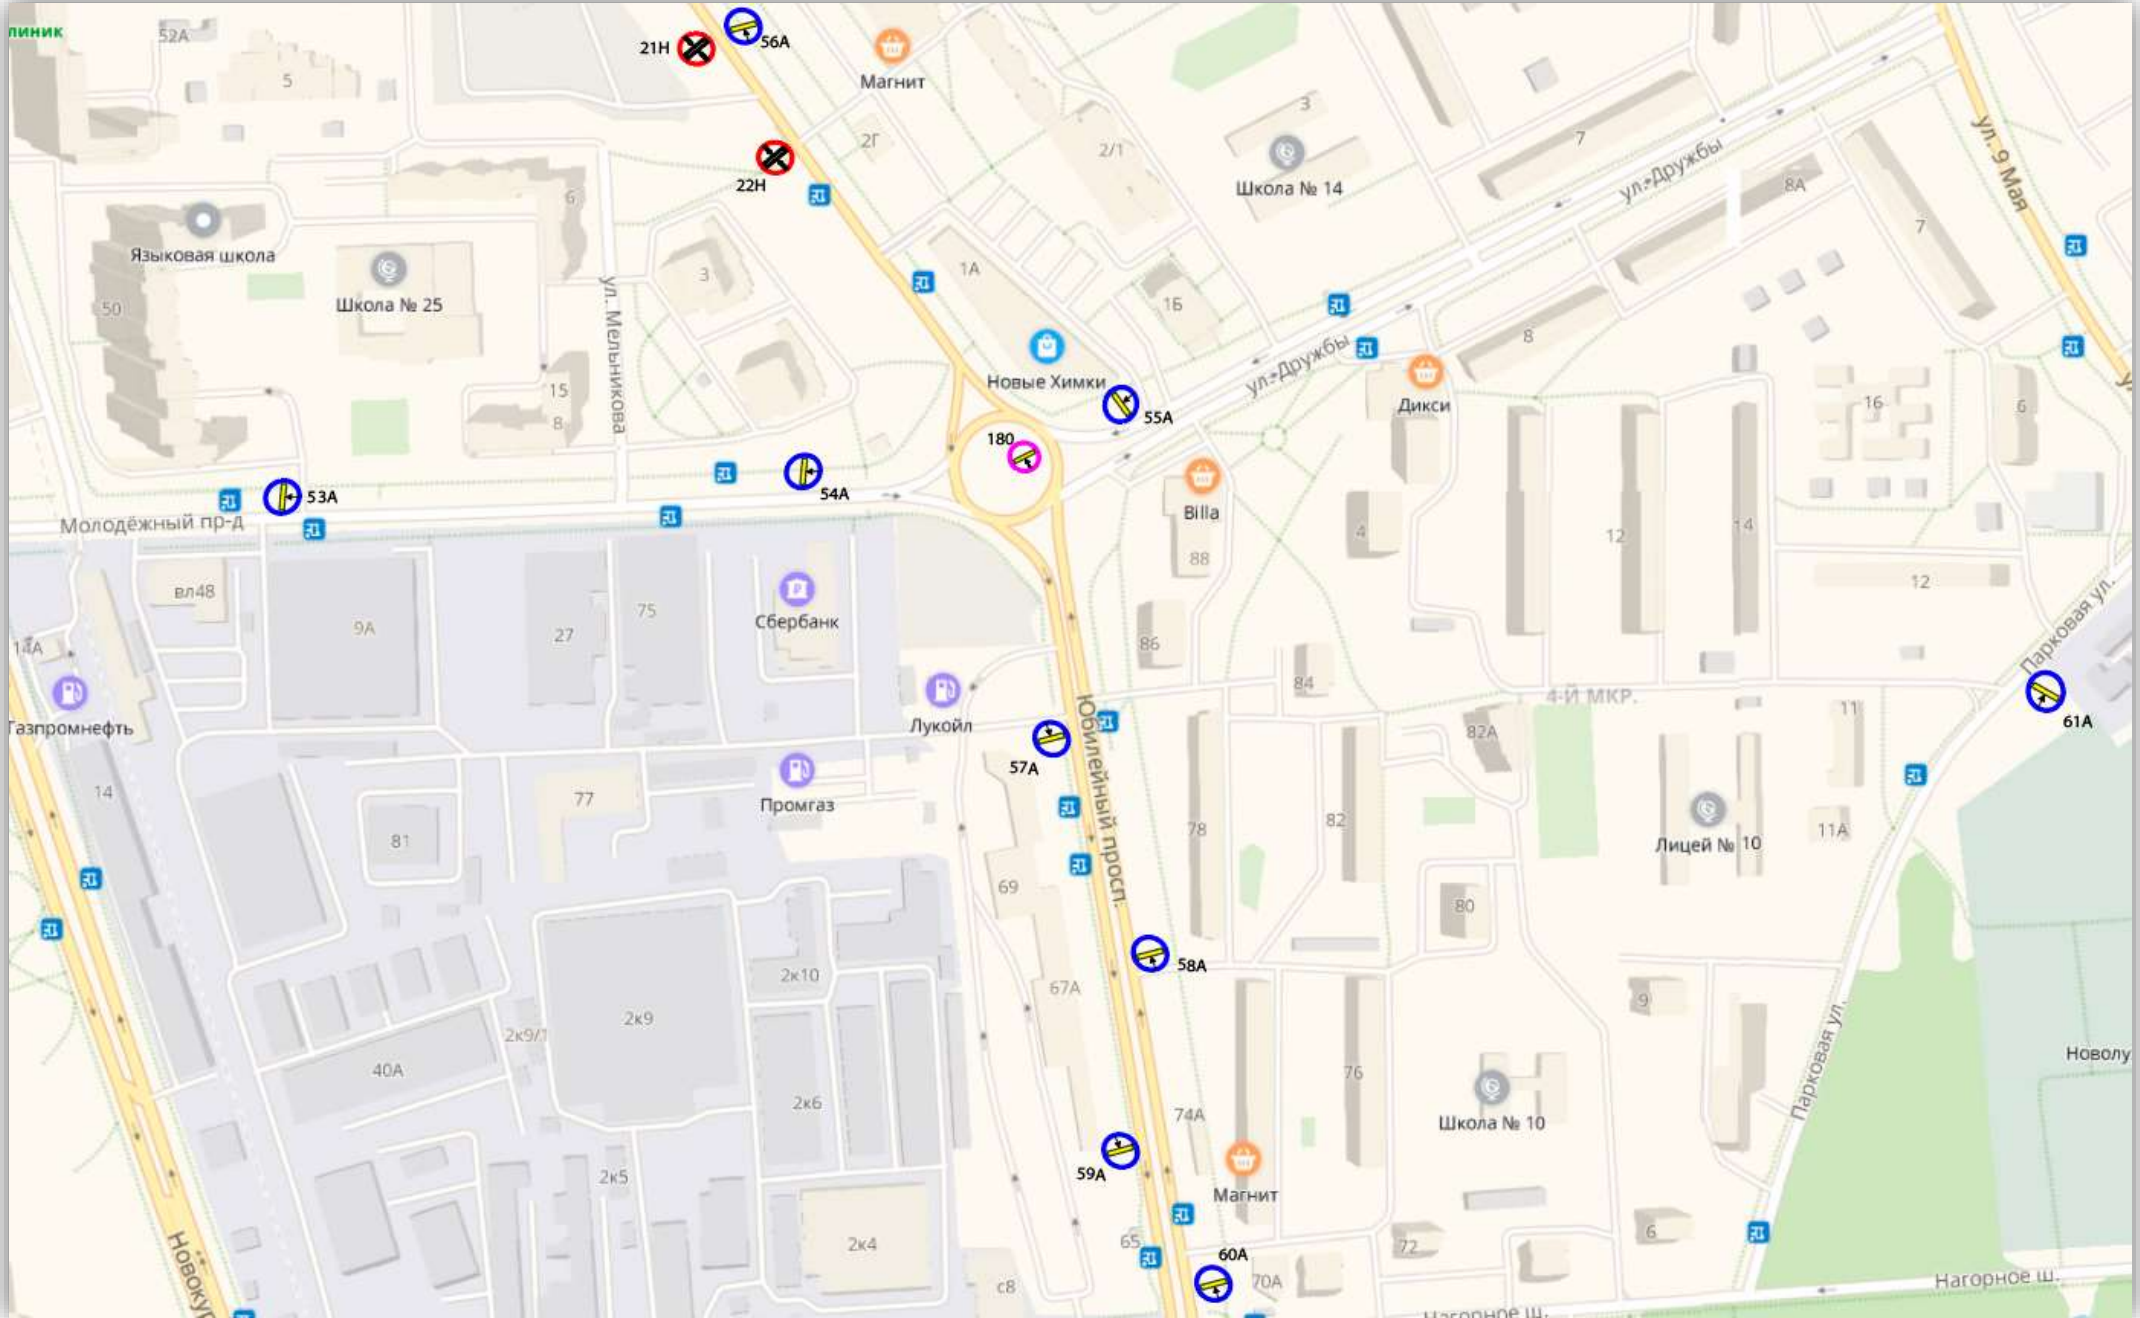 линик
52А
5
21Н
56А
Магнит
2Г
2/1
3
Школа № 14
7
ул. Дружбы
8А
7
ул. 9 Мая
22Н
6
Языковая школа
Школа № 25
50
ул. Мельникова
3
1А
1Б
Новые Химки
ул. Дружбы
55А
8
Дикси
16
6
15
8
180
53А
54А
Молодёжный пр-д
Billa
88
4
12
14
12
вл48
9А
27
75
Сбербанк
86
84
4-Й МКР.
Парковая ул.
61А
14А
Газпромнефть
Лукойл
57А
Юбилейный просп.
82А
11
14
77
Промгаз
81
78
82
Лицей № 10
11А
69
80
58А
2к10
67А
9
2к9
40А
76
Парковая ул.
Новолу
2к6
74А
Школа № 10
59А
Магнит
2к5
65
60А
72
6
2к4
с8
70А
Нагорное ш.
Нагорное ш.
Новокур